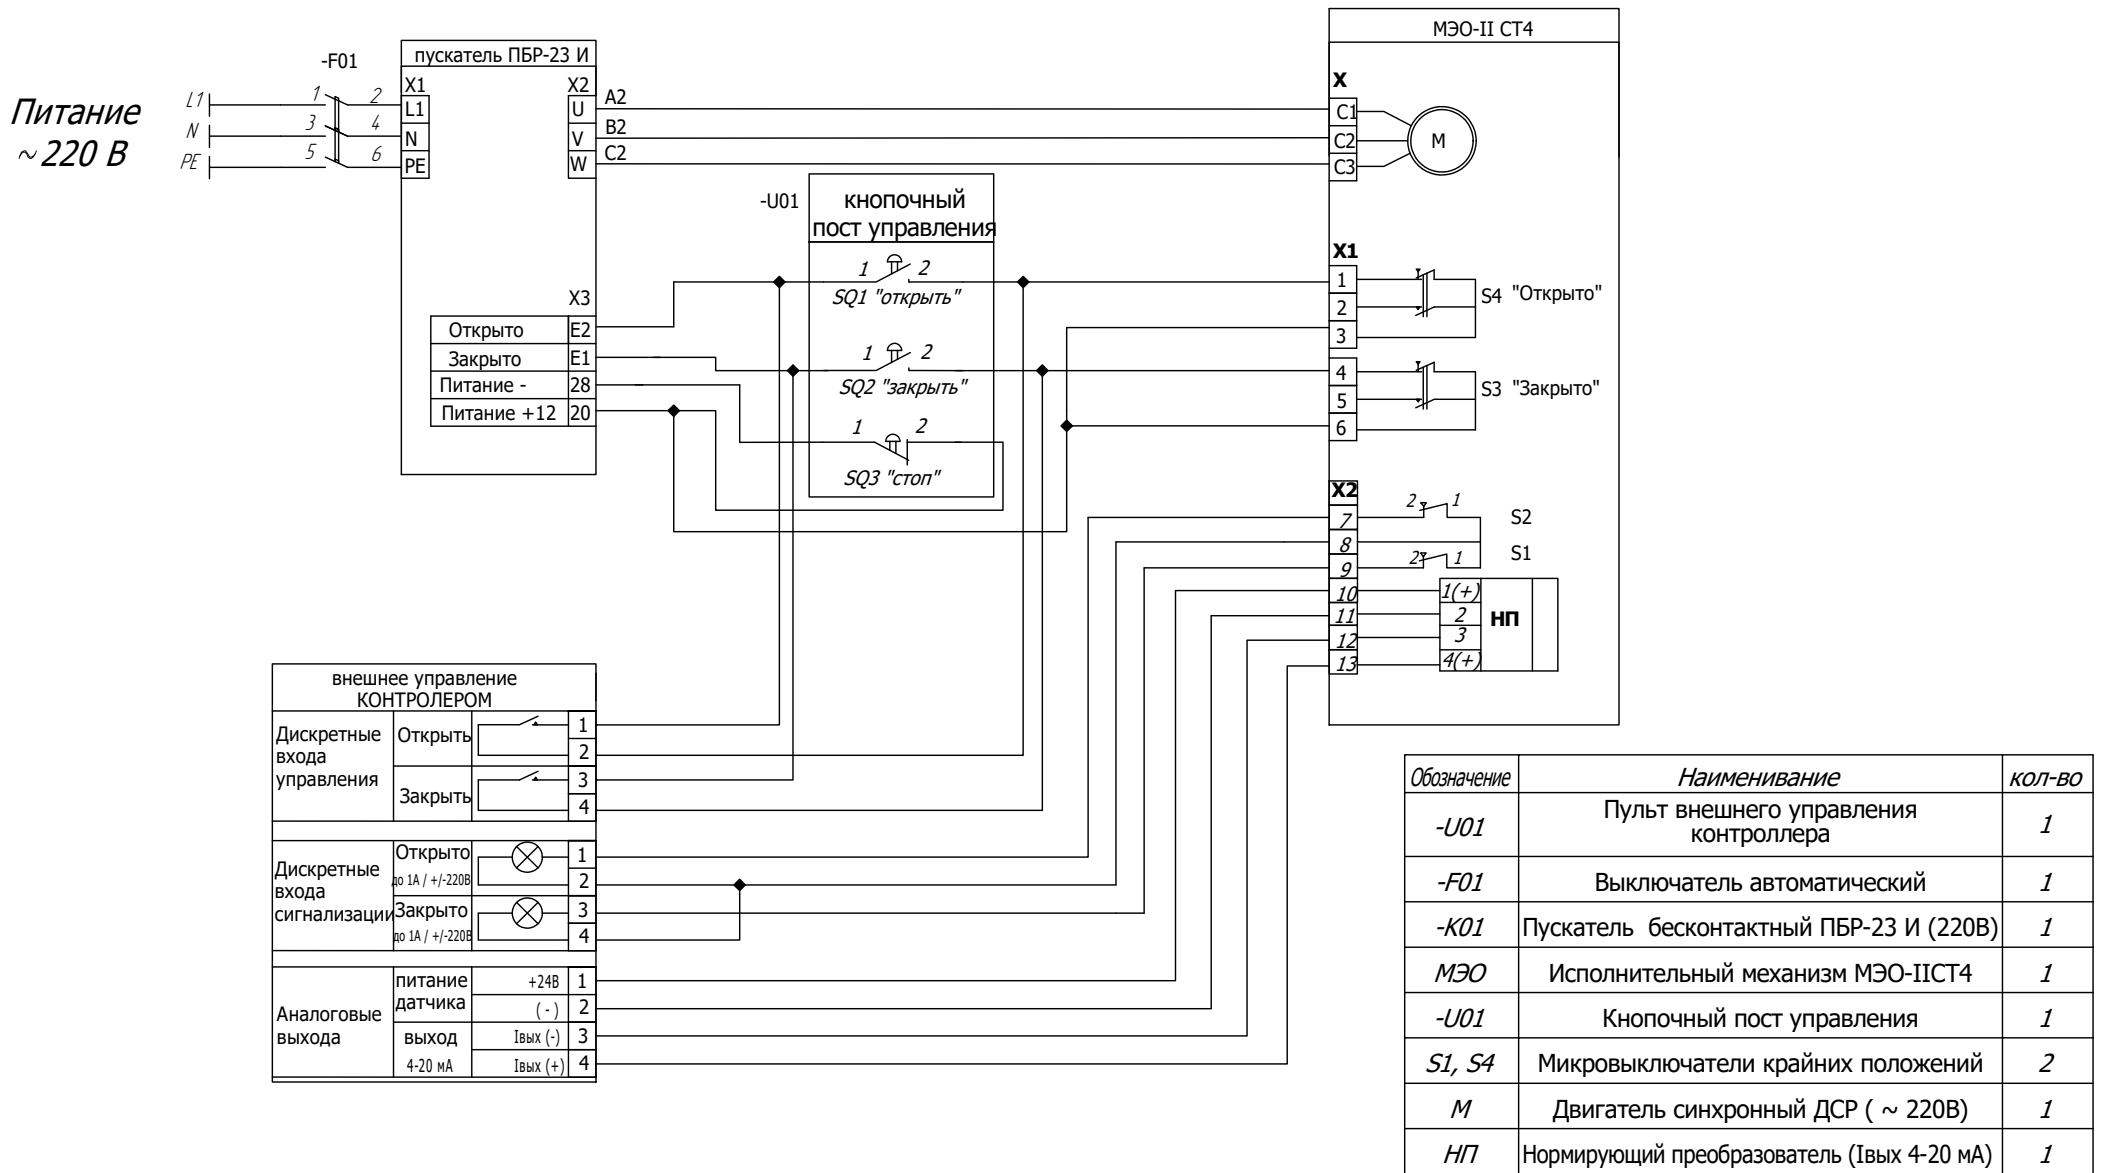 Питание
~220 В
L1
N
PE
-F01
1 2
3 4
5 6
пускатель ПБР-23 И
X1
L1
N
PE
X2
U
V
W
A2
B2
C2
X3
Открыто E2
Закрыто E1
Питание - 28
Питание +12 20
-U01
кнопочный
пост управления
1 2
SQ1 "открыть"
1 2
SQ2 "закрыть"
1 2
SQ3 "стоп"
МЭО-II СТ4
X
C1
C2
C3
M
X1
1
2
3
S4 "Открыто"
4
5
6
S3 "Закрыто"
X2
7
8
9
10
11
12
13
2 1
S2
2 1
S1
1(+)
2
3
4(+)
НП
внешнее управление
КОНТРОЛЕРОМ
Дискретные
входа
управления
Открыть
1
2
Закрыть
3
4
Дискретные
входа
сигнализации
Открыто
до 1А / +/-220В
1
2
Закрыто
до 1А / +/-220В
3
4
Аналоговые
выхода
питание
датчика
+24В 1
( - ) 2
выход
4-20 мА
Iвых (-) 3
Iвых (+) 4
Обозначение Наименивание кол-во
-U01 Пульт внешнего управления
контроллера 1
-F01 Выключатель автоматический 1
-K01 Пускатель бесконтактный ПБР-23 И (220В) 1
МЭО Исполнительный механизм МЭО-IIСТ4 1
-U01 Кнопочный пост управления 1
S1, S4 Микровыключатели крайних положений 2
М Двигатель синхронный ДСР ( ~ 220В) 1
НП Нормирующий преобразователь (Iвых 4-20 мА) 1